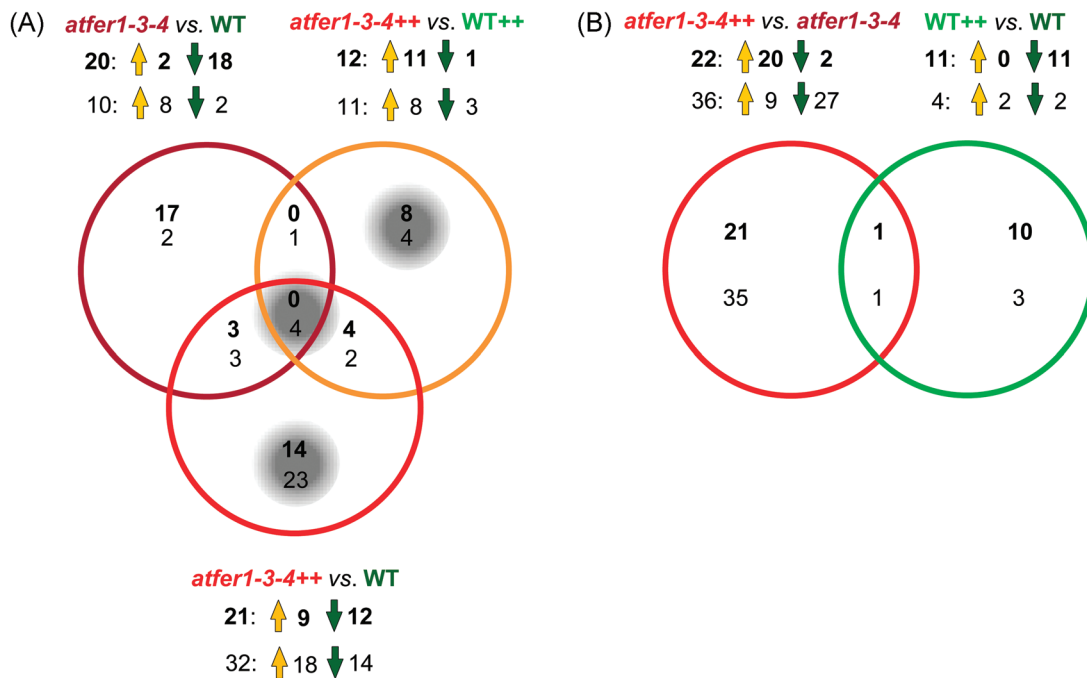 (A)
atfer1-3-4 vs. WT
20: 2 18
10: 8 2
atfer1-3-4++ vs. WT++
12: 11 1
11: 8 3
17
2
0
1
8
4
0
4
3
3
4
2
14
23
atfer1-3-4++ vs. WT
21: 9 12
32: 18 14
(B)
atfer1-3-4++ vs. atfer1-3-4
22: 20 2
36: 9 27
WT++ vs. WT
11: 0 11
4: 2 2
21
35
1
1
10
3